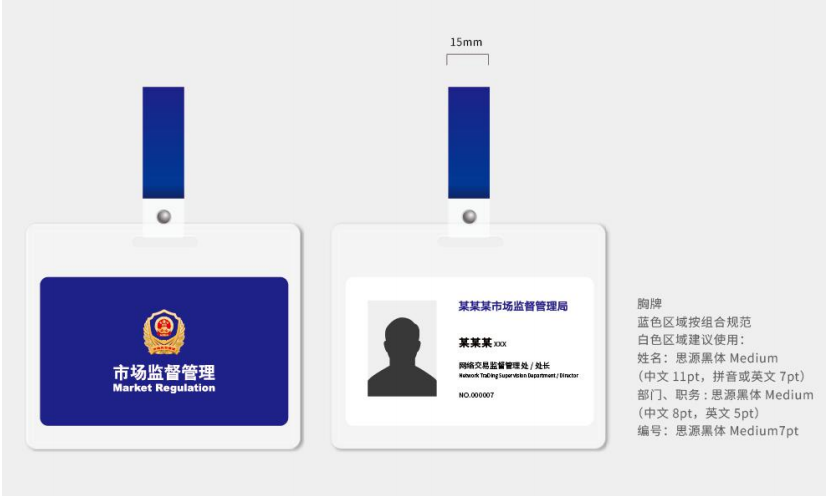 15mm
市场监督管理
Market Regulation
某某某市场监督管理局
某某某 XXX
网络交易监督管理处 / 处长
Network Trading Supervision Department / Director
NO.000007
胸牌
蓝色区域按组合规范
白色区域建议使用：
姓名：思源黑体 Medium
（中文 11pt，拼音或英文 7pt）
部门、职务 : 思源黑体 Medium
（中文 8pt，英文 5pt）
编号：思源黑体 Medium7pt